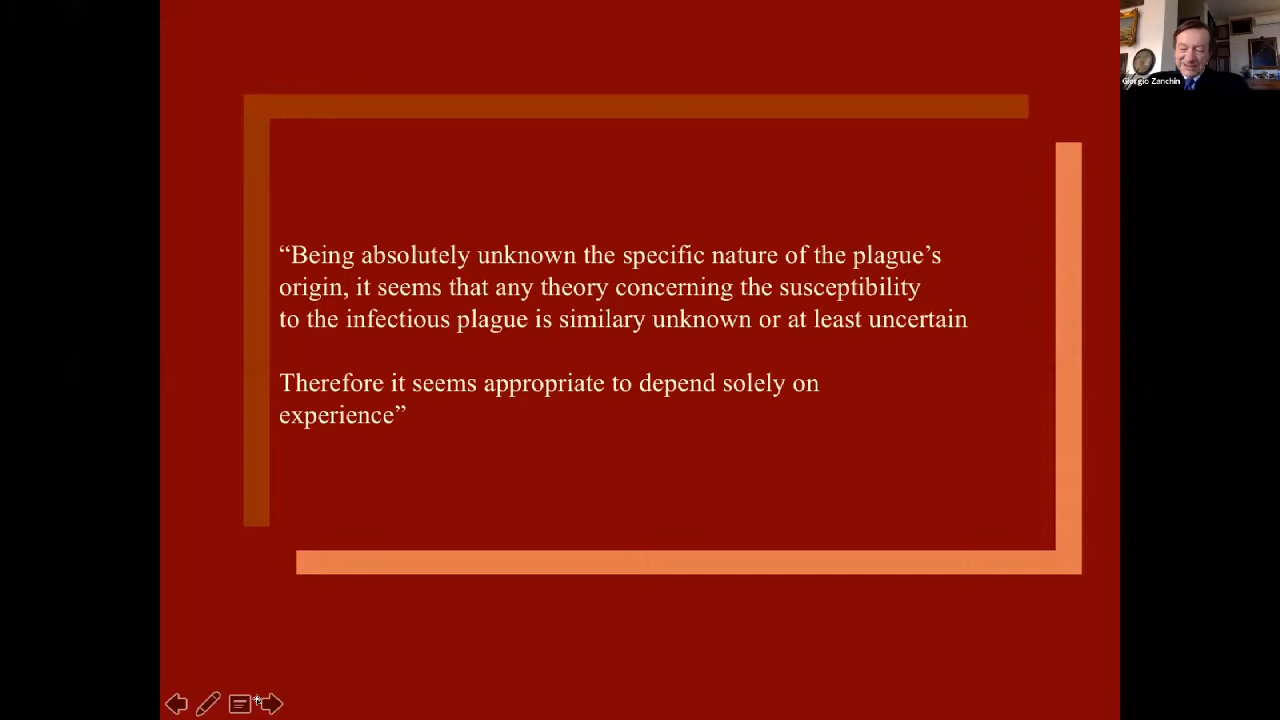 Giorgio Zanchin
“Being absolutely unknown the specific nature of the plague’s
origin, it seems that any theory concerning the susceptibility
to the infectious plague is similary unknown or at least uncertain
Therefore it seems appropriate to depend solely on
experience”